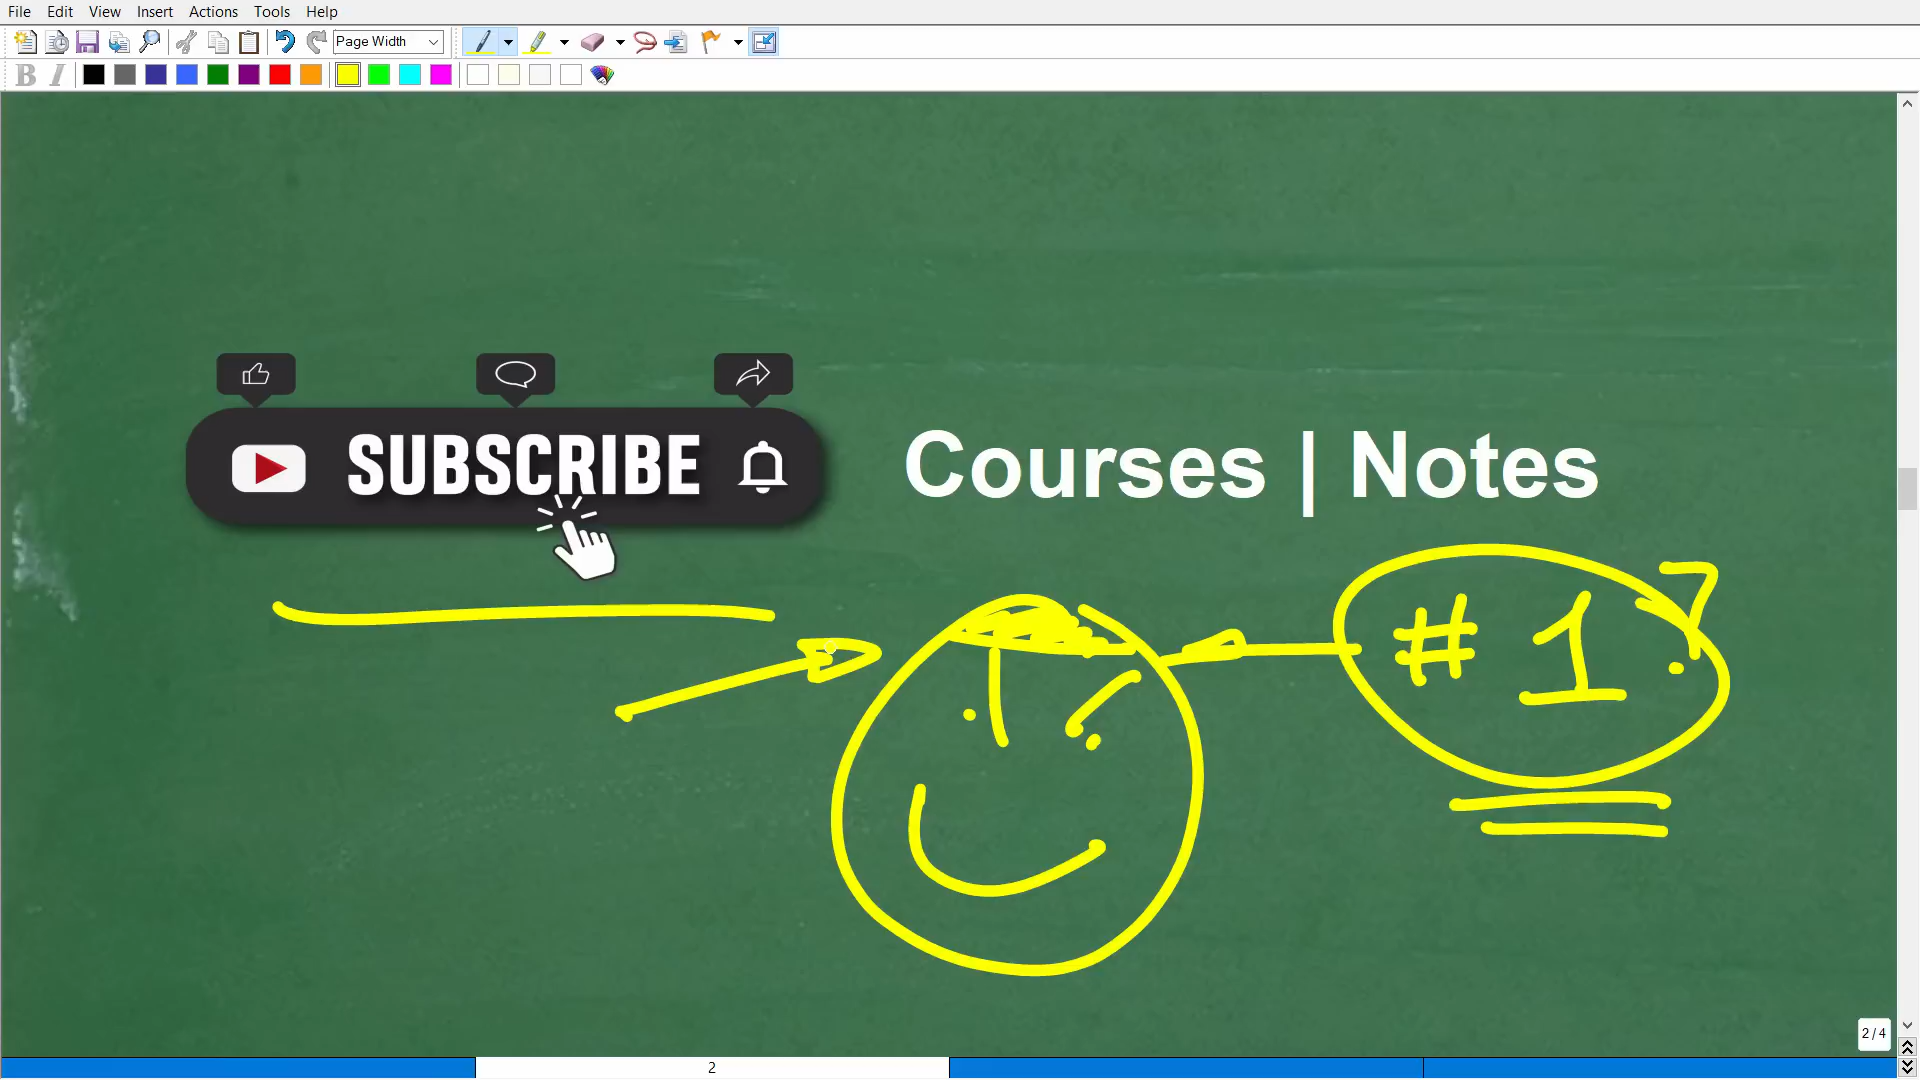 File Edit View Insert Actions Tools Help
Page Width
B I
SUBSCRIBE
Courses | Notes
# 1 ?
2 / 4
2